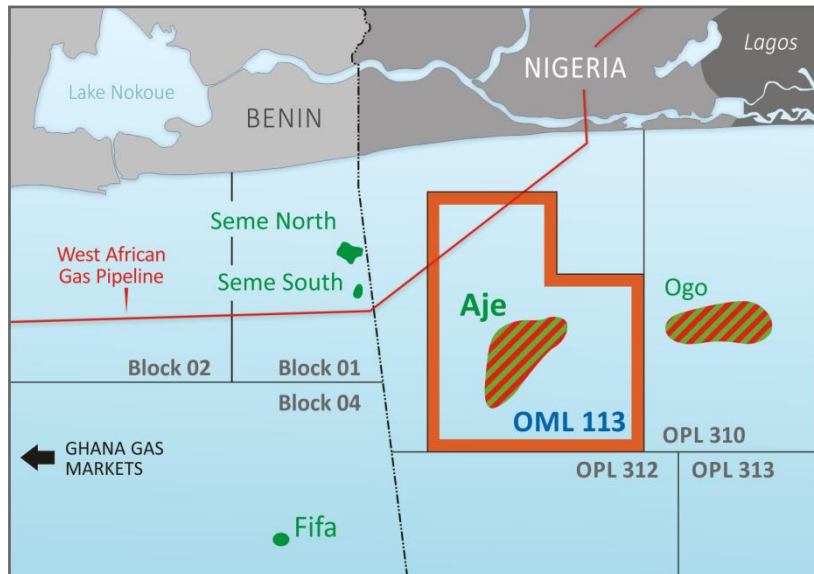 Lagos
NIGERIA
Lake Nokoue
BENIN
Seme North
West African
Gas Pipeline
Seme South
Aje
Ogo
Block 02
Block 01
Block 04
OML 113
OPL 310
GHANA GAS
MARKETS
OPL 312
OPL 313
Fifa